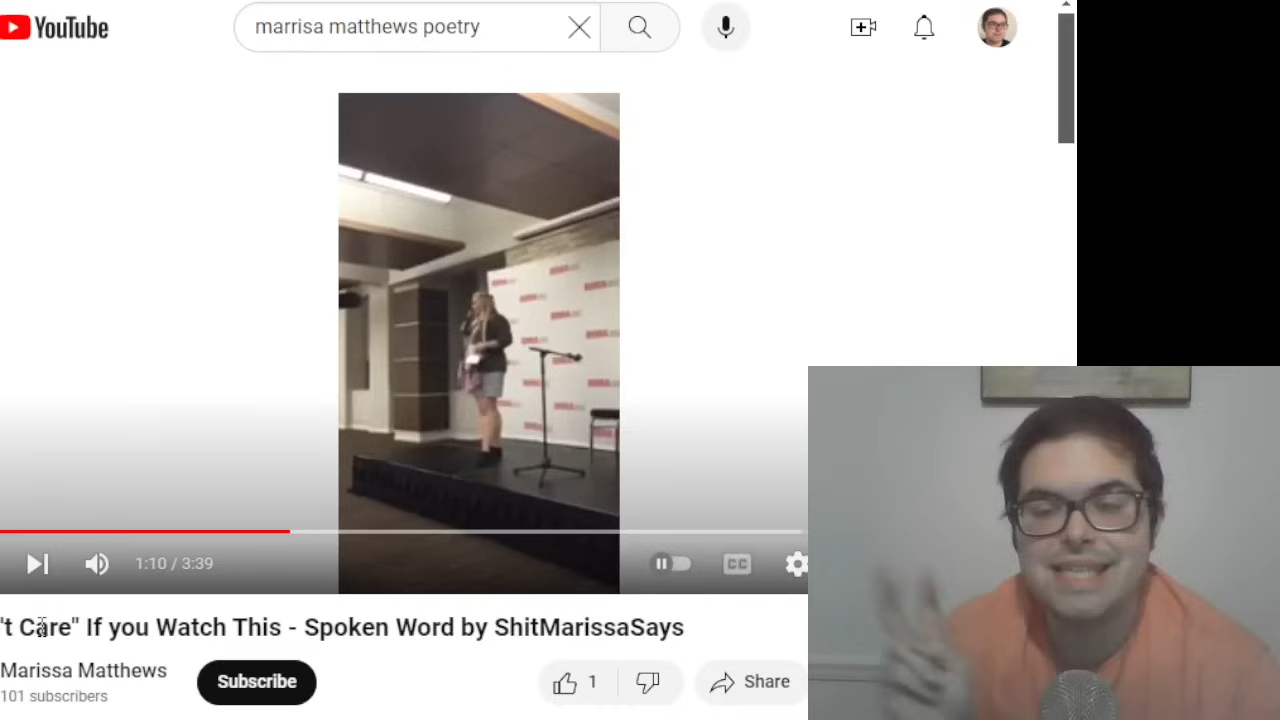 YouTube
marrisa matthews poetry
1:10 / 3:39
CC
't Care" If you Watch This - Spoken Word by ShitMarissaSays
Marissa Matthews
101 subscribers
Subscribe
1
Share